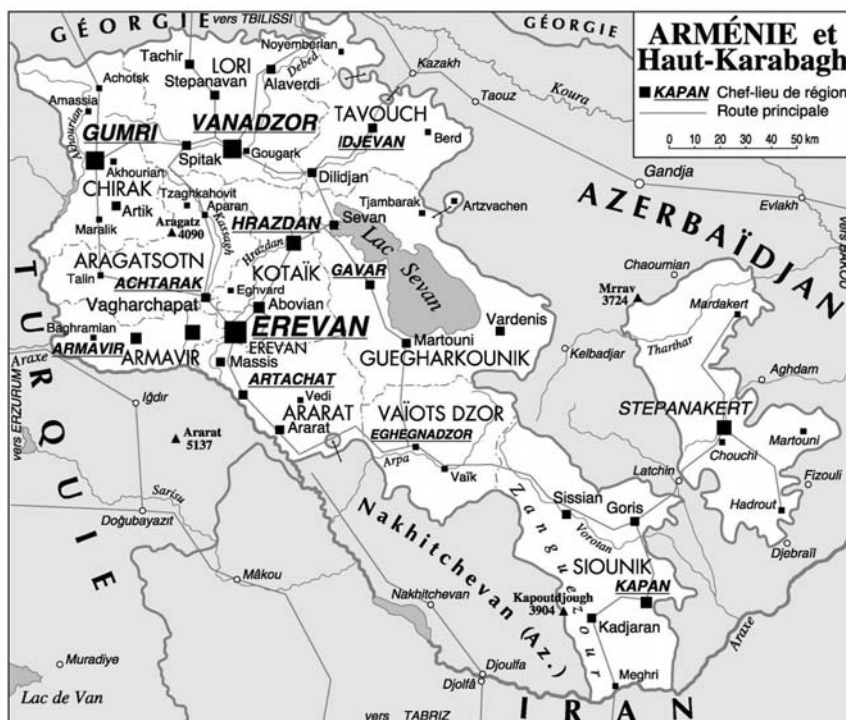 GÉORGIE
vers TBILISSI
GÉORGIE
ARMÉNIE et
Haut-Karabagh
KAPAN Chef-lieu de région
Route principale
0 10 20 30 40 52 km
Tachir
LORI
Noyemberian
Debed
Achotsk
Stepanavan
Alaverdi
Kazakh
Koura
Taouz
Amassia
Akhourian
GUMRI
VANADZOR
TAVOUCH
IDJEVAN
Berd
Spitak
Gougark
Akhourian
Dilidjan
Gandja
CHIRAK
Tzaghkahovit
Aparan
Tjambarak
Artzvachen
Evlakh
Artik
HRAZDAN
Sevan
Maralik
Aragatz
4090
Kassagh
Hrazdan
Lac
Sevan
AZERBAÏDJAN
vers BAKOU
ARAGATSOTN
KOTAÏK
GAVAR
Chaoumian
Talin
ACHTARAK
Eghvard
Mrrav
3724
Mardakert
Vagharchapat
Abovian
Vardenis
Baghramian
EREVAN
Martouni
Tharthar
ARMAVIR
ARMAVIR
EREVAN
GUEGHARKOUNIK
Kelbadjar
Araxe
Massis
Aghdam
vers ERZURUM
Iğdır
ARTACHAT
Vedi
VAÏOTS DZOR
STEPANAKERT
ARARAT
Ararat
EGHEGNADZOR
Ararat
5137
Martouni
Chouchi
Arpa
Vaïk
Latchin
Fizouli
Sarisu
Zanguezour
Sissian
Goris
Hadrout
Doğubayazıt
Vorotan
Djebraïl
TURQUIE
Nakhitchevan (Az.)
SIOUNIK
Mâkou
KAPAN
Nakhitchevan
Kapoutdjough
3904
Kadjaran
Araxe
Muradiye
Djoulfa
Djolfâ
Meghri
Lac de Van
vers TABRIZ
IRAN